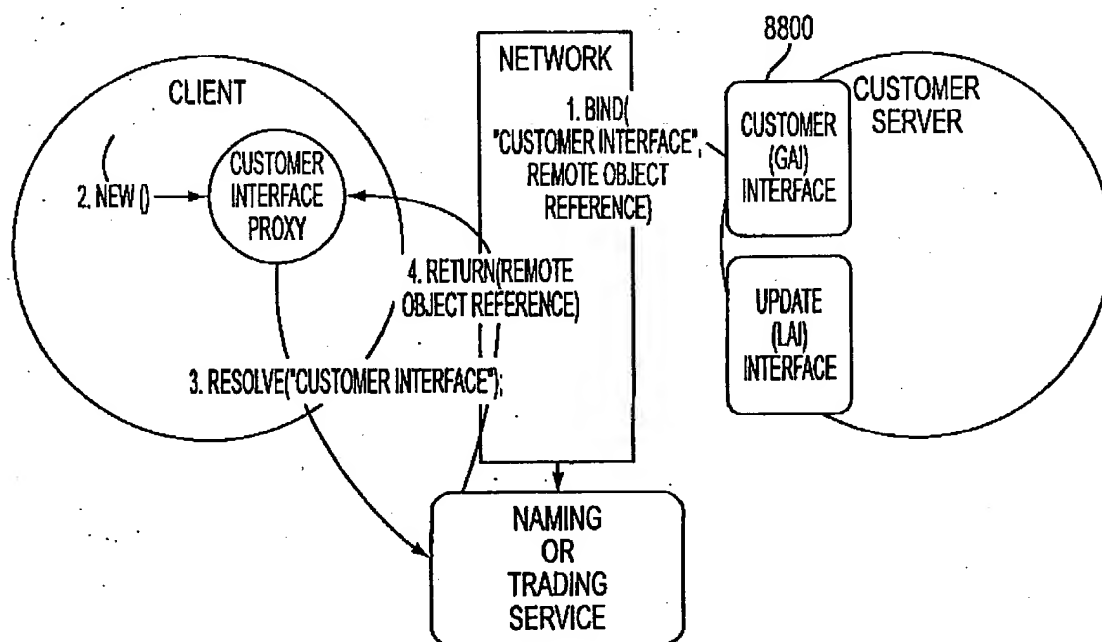 8800
NETWORK
CLIENT
CUSTOMER
SERVER
1. BIND(
"CUSTOMER INTERFACE",
REMOTE OBJECT
REFERENCE)
CUSTOMER
(GAI)
INTERFACE
2. NEW ()
CUSTOMER
INTERFACE
PROXY
4. RETURN(REMOTE
OBJECT REFERENCE)
UPDATE
(LAI)
INTERFACE
3. RESOLVE("CUSTOMER INTERFACE");
NAMING
OR
TRADING
SERVICE